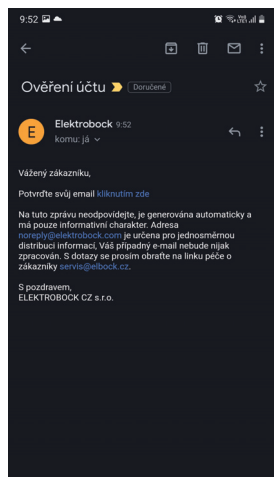 9:52
Ověření účtu
Doručené
E
Elektrobock 9:52
komu: já
Vážený zákazníku,
Potvrďte svůj email kliknutím zde
Na tuto zprávu neodpovídejte, je generována automaticky a
má pouze informativní charakter. Adresa
noreply@elektrobock.com je určena pro jednosměrnou
distribuci informací, Váš případný e-mail nebude nijak
zpracován. S dotazy se prosím obraťte na linku péče o
zákazníky servis@elbock.cz.
S pozdravem,
ELEKTROBOCK CZ s.r.o.